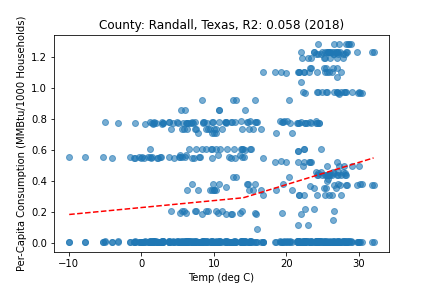 County: Randall, Texas, R2: 0.058 (2018)
Per-Capita Consumption (MMBtu/1000 Households)
1.2
1.0
0.8
0.6
0.4
0.2
0.0
−10 0 10 20 30
Temp (deg C)